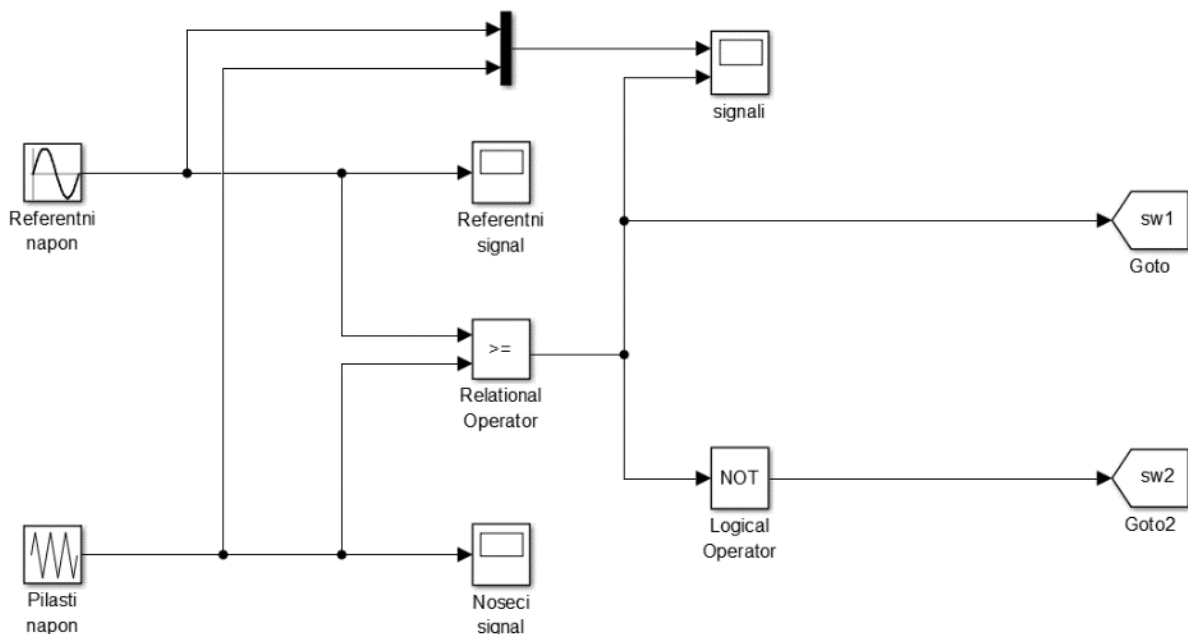 signali
Referentni
napon
Referentni
signal
sw1
Goto
>=
Relational
Operator
NOT
Logical
Operator
sw2
Goto2
Pilasti
napon
Noseci
signal